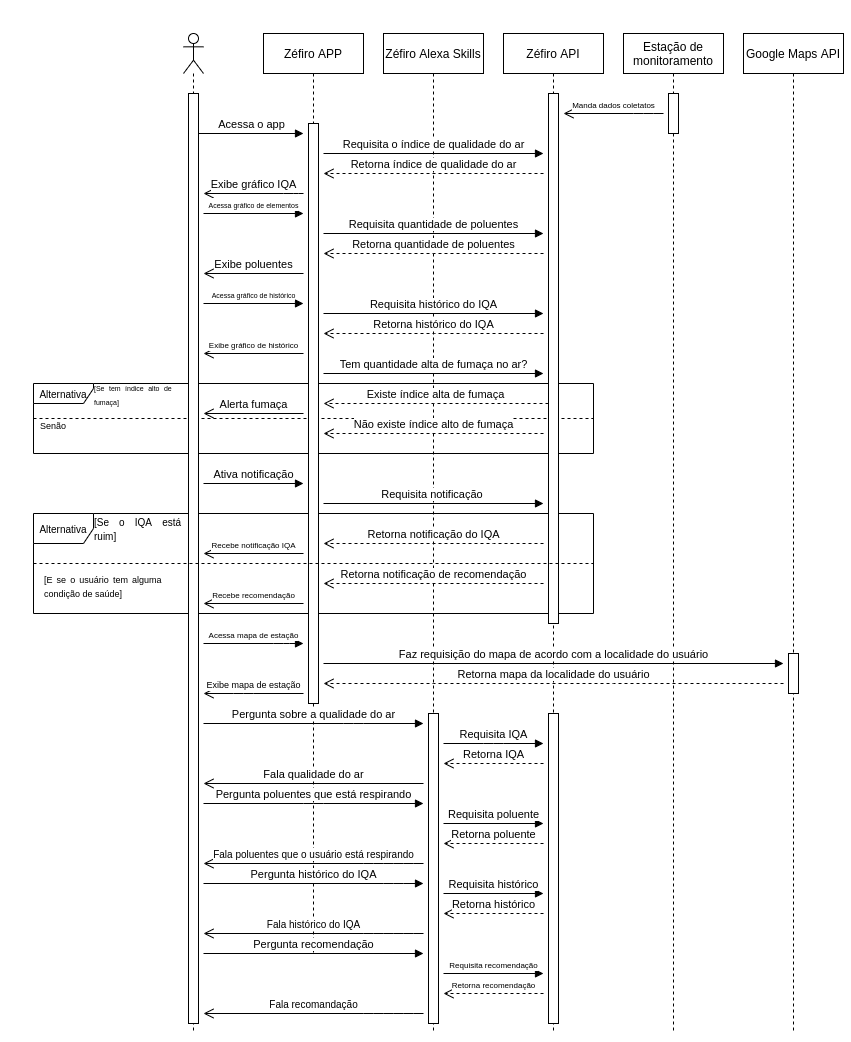 Zéfiro APP
Zéfiro Alexa Skills
Zéfiro API
Estação de
monitoramento
Google Maps API
Manda dados coletatos
Acessa o app
Requisita o índice de qualidade do ar
Retorna índice de qualidade do ar
Exibe gráfico IQA
Acessa gráfico de elementos
Requisita quantidade de poluentes
Retorna quantidade de poluentes
Exibe poluentes
Acessa gráfico de histórico
Requisita histórico do IQA
Retorna histórico do IQA
Exibe gráfico de histórico
Tem quantidade alta de fumaça no ar?
Alternativa
[Se tem índice alto de
fumaça]
Existe índice alta de fumaça
Alerta fumaça
Senão
Não existe índice alto de fumaça
Ativa notificação
Requisita notificação
Alternativa
[Se o IQA está
ruim]
Retorna notificação do IQA
Recebe notificação IQA
[E se o usuário tem alguma
condição de saúde]
Retorna notificação de recomendação
Recebe recomendação
Acessa mapa de estação
Faz requisição do mapa de acordo com a localidade do usuário
Retorna mapa da localidade do usuário
Exibe mapa de estação
Pergunta sobre a qualidade do ar
Requisita IQA
Retorna IQA
Fala qualidade do ar
Pergunta poluentes que está respirando
Requisita poluente
Retorna poluente
Fala poluentes que o usuário está respirando
Pergunta histórico do IQA
Requisita histórico
Retorna histórico
Fala histórico do IQA
Pergunta recomendação
Requisita recomendação
Retorna recomendação
Fala recomandação